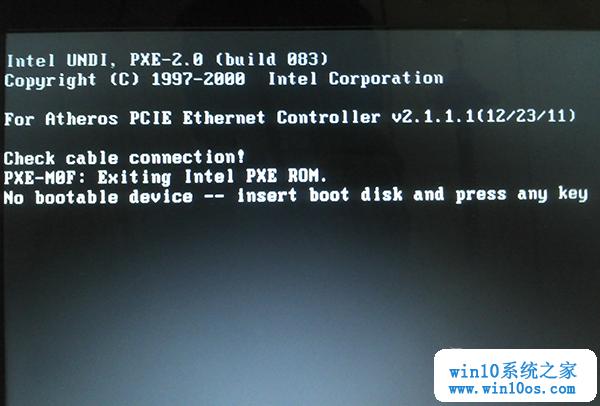 Intel UNDI, PXE-2.0 (build 083)
Copyright (C) 1997-2000  Intel Corporation
For Atheros PCIE Ethernet Controller v2.1.1.1(12/23/11)
Check cable connection!
PXE-M0F: Exiting Intel PXE ROM.
No bootable device -- insert boot disk and press any key
win10系统之家
www.win10os.com